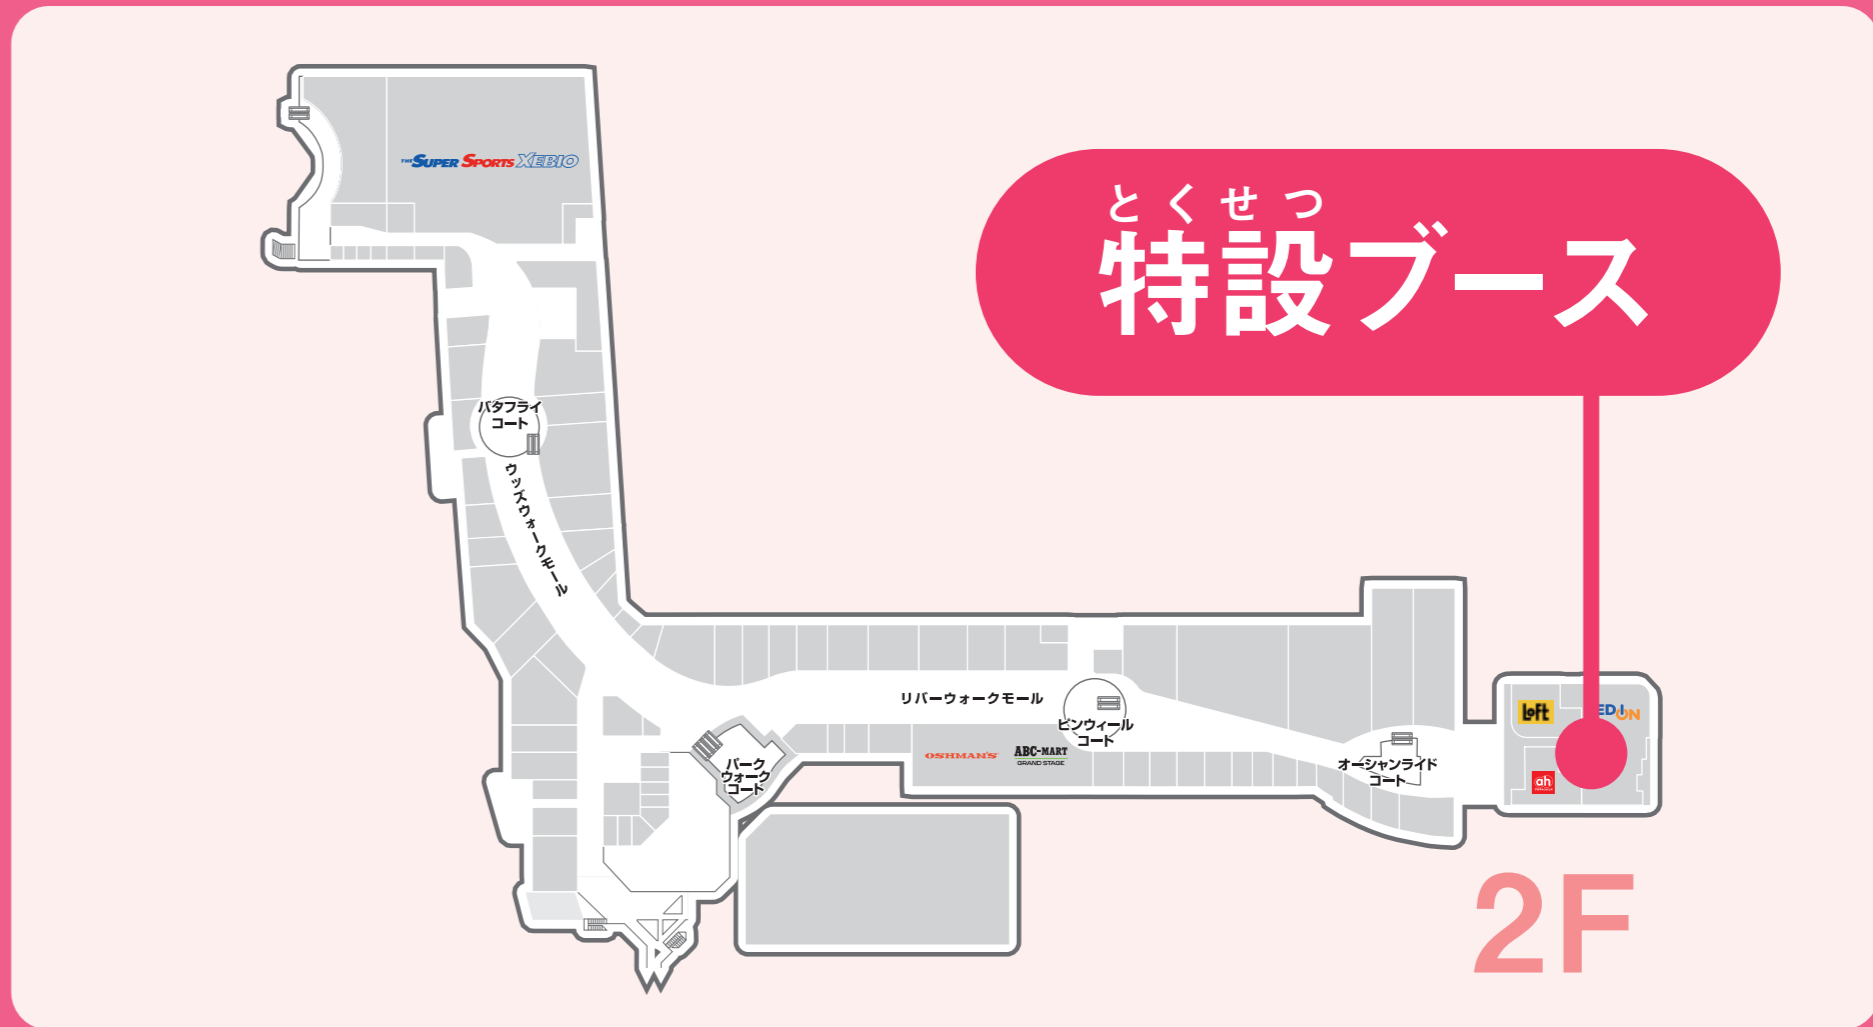 THE SUPER SPORTS XEBIO
とくせつ
特設ブース
バタフライ
コート
ウッズウォークモール
リバーウォークモール
ピンウィール
コート
OSHMAN'S
ABC-MART
GRAND STAGE
パーク
ウォーク
コート
オーシャンライド
コート
LOFT
EDION
ah
2F